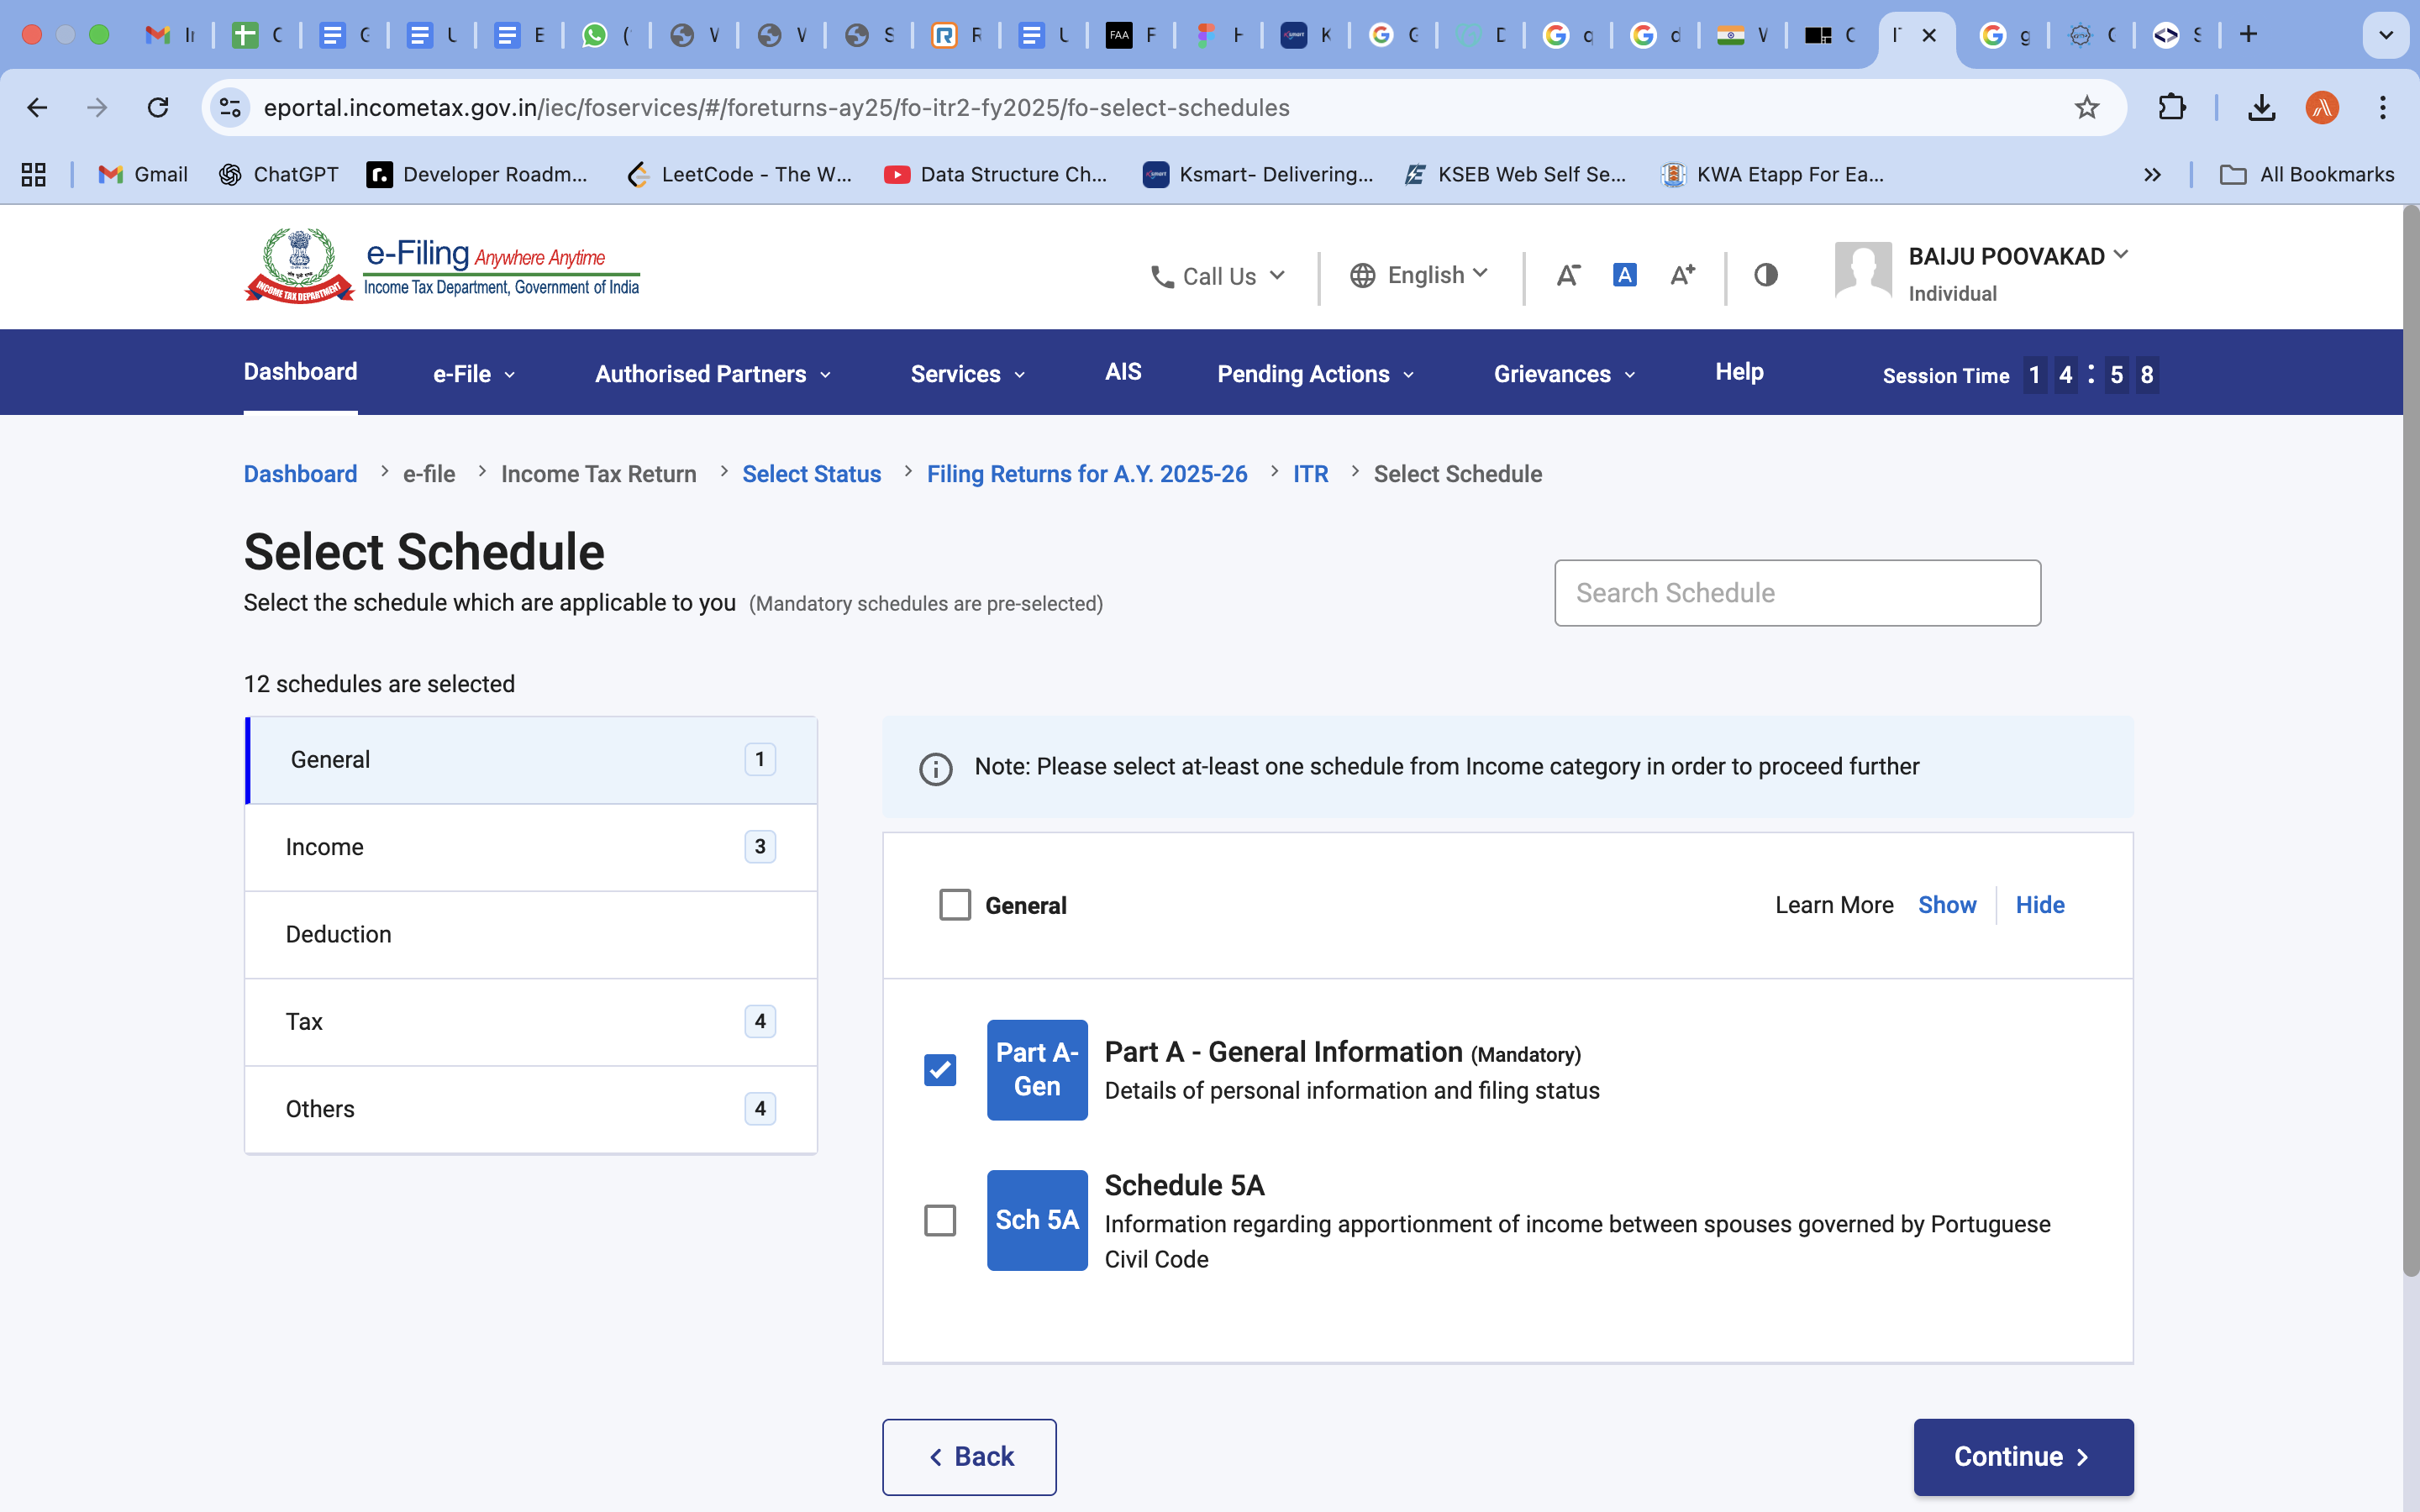 FAA
eportal.incometax.gov.in/iec/foservices/#/foreturns-ay25/fo-itr2-fy2025/fo-select-schedules
Gmail
ChatGPT
Developer Roadm...
LeetCode - The W...
Data Structure Ch...
Ksmart- Delivering...
KSEB Web Self Se...
KWA Etapp For Ea...
All Bookmarks
e-Filing Anywhere Anytime
Income Tax Department, Government of India
INCOME TAX DEPARTMENT
Call Us
English
A-
A
A+
BAIJU POOVAKAD
Individual
Dashboard
e-File
Authorised Partners
Services
AIS
Pending Actions
Grievances
Help
Session Time 14:58
Dashboard > e-file > Income Tax Return > Select Status > Filing Returns for A.Y. 2025-26 > ITR > Select Schedule
Select Schedule
Select the schedule which are applicable to you (Mandatory schedules are pre-selected)
Search Schedule
12 schedules are selected
General 1
Income 3
Deduction
Tax 4
Others 4
Note: Please select at-least one schedule from Income category in order to proceed further
General
Learn More Show Hide
Part A-
Gen
Part A - General Information (Mandatory)
Details of personal information and filing status
Sch 5A
Schedule 5A
Information regarding apportionment of income between spouses governed by Portuguese
Civil Code
Back
Continue